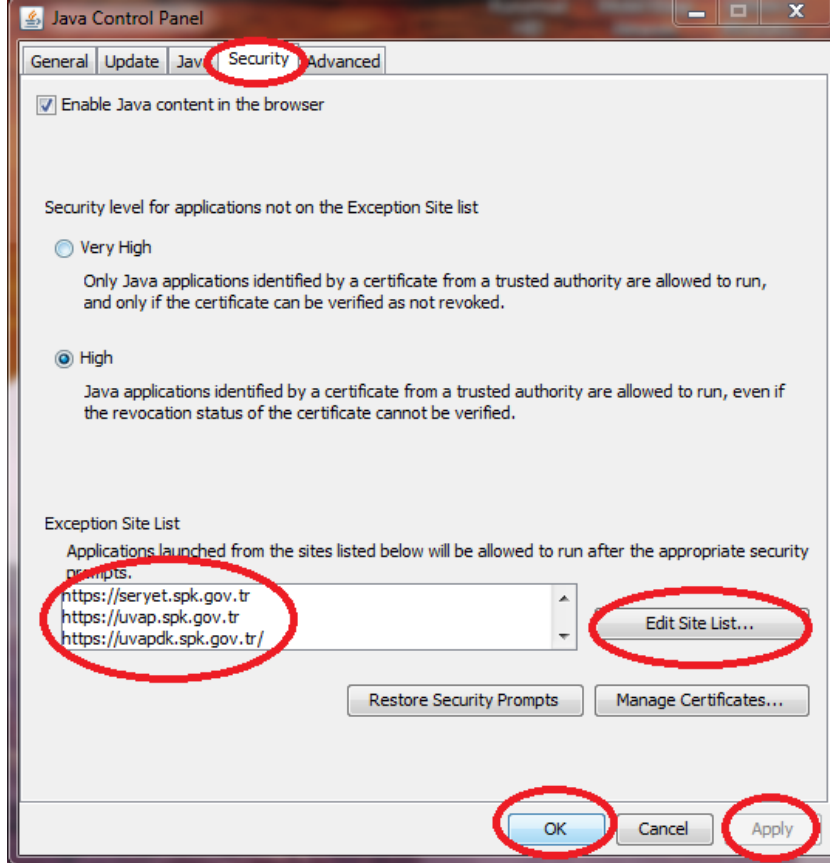 Java Control Panel
General Update Java Security Advanced
Enable Java content in the browser
Security level for applications not on the Exception Site list
Very High
Only Java applications identified by a certificate from a trusted authority are allowed to run,
and only if the certificate can be verified as not revoked.
High
Java applications identified by a certificate from a trusted authority are allowed to run, even if
the revocation status of the certificate cannot be verified.
Exception Site List
Applications launched from the sites listed below will be allowed to run after the appropriate security
prompts.
https://seryet.spk.gov.tr
https://uvap.spk.gov.tr
https://uvapdk.spk.gov.tr/
Edit Site List...
Restore Security Prompts Manage Certificates...
OK Cancel Apply